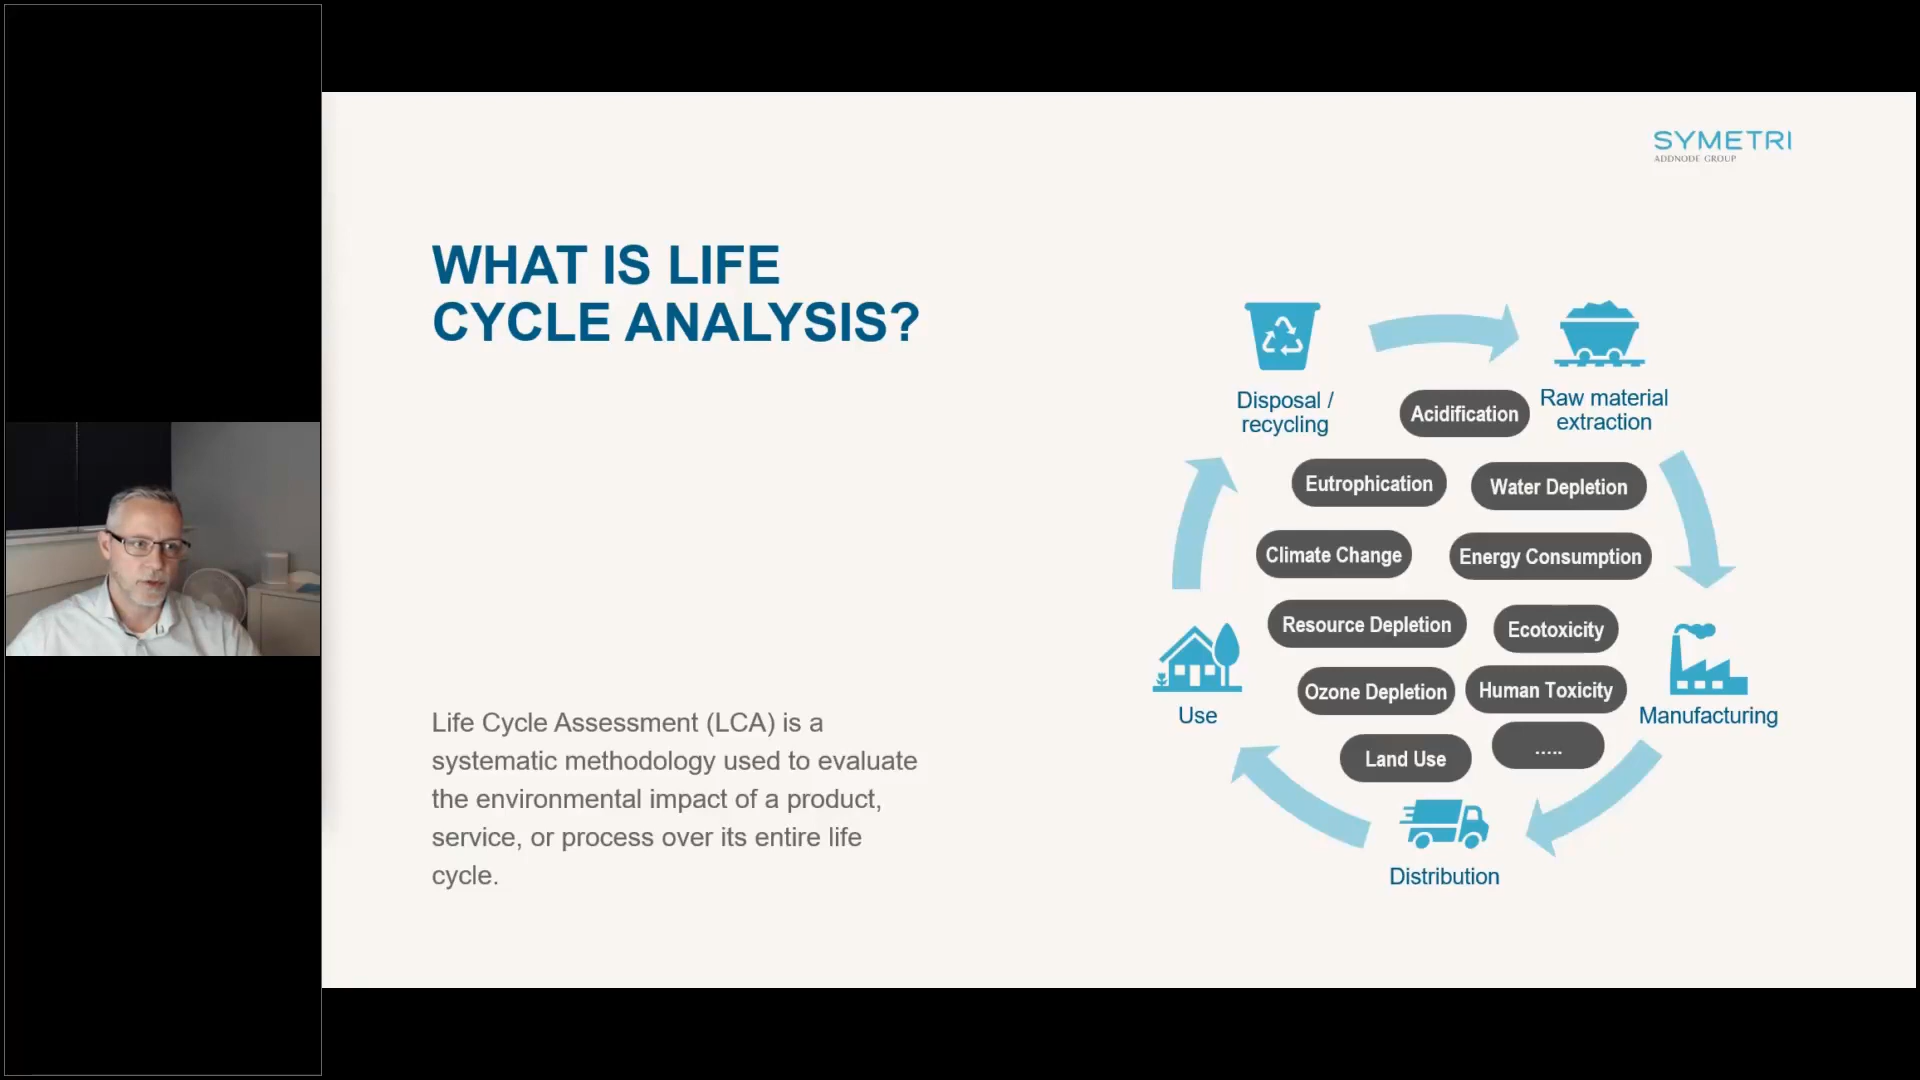 SYMETRI
ADDNODE GROUP
WHAT IS LIFE
CYCLE ANALYSIS?
Life Cycle Assessment (LCA) is a
systematic methodology used to evaluate
the environmental impact of a product,
service, or process over its entire life
cycle.
Disposal /
recycling
Raw material
extraction
Acidification
Eutrophication
Water Depletion
Climate Change
Energy Consumption
Resource Depletion
Ecotoxicity
Ozone Depletion
Human Toxicity
Land Use
.....
Use
Manufacturing
Distribution